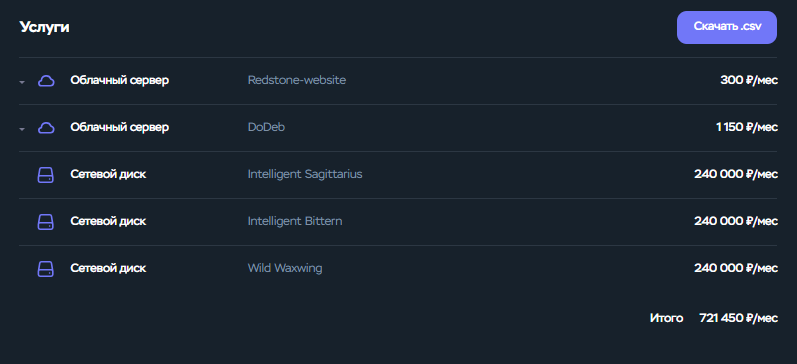 Услуги Скачать .csv
Облачный сервер Redstone-website 300 ₽/мес
Облачный сервер DoDeb 1 150 ₽/мес
Сетевой диск Intelligent Sagittarius 240 000 ₽/мес
Сетевой диск Intelligent Bittern 240 000 ₽/мес
Сетевой диск Wild Waxwing 240 000 ₽/мес
Итого 721 450 ₽/мес